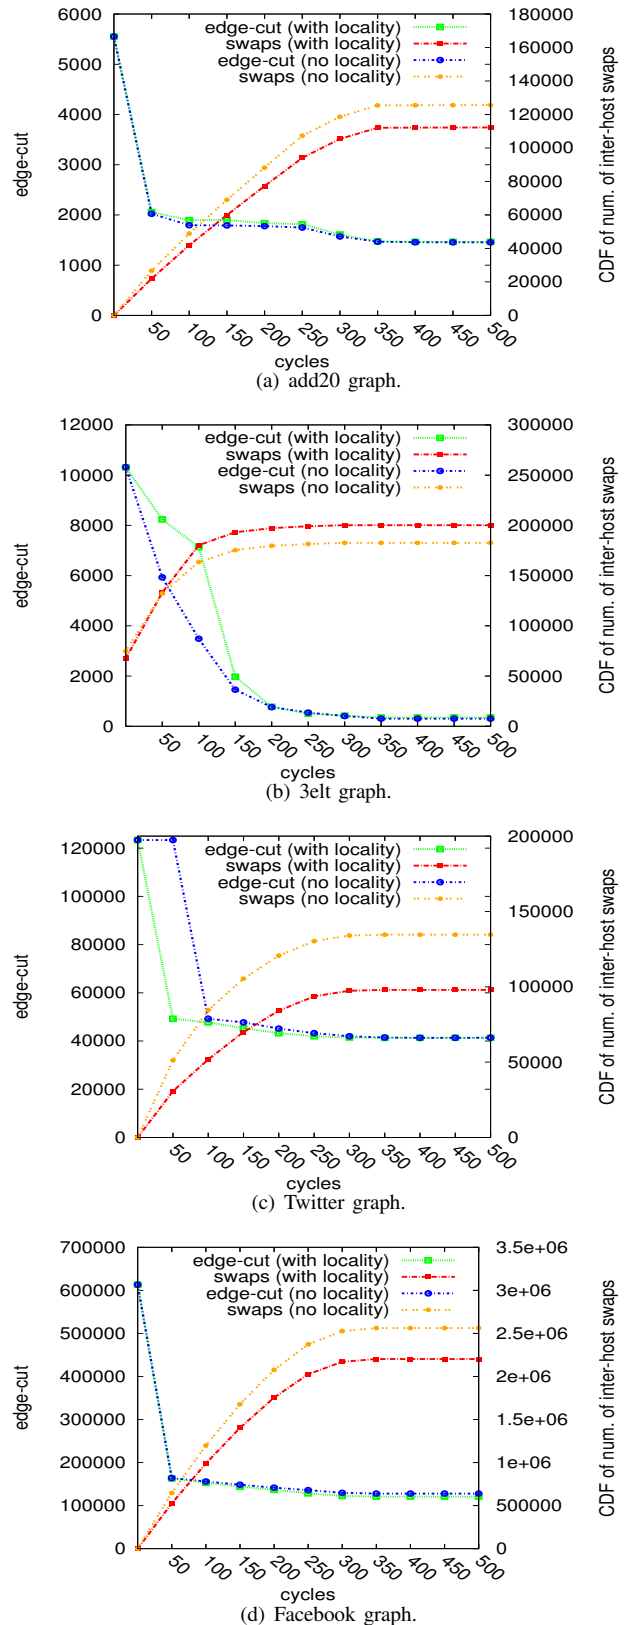 6000
5000
4000
3000
2000
1000
0
edge-cut
edge-cut (with locality)
swaps (with locality)
edge-cut (no locality)
swaps (no locality)
180000
160000
140000
120000
100000
80000
60000
40000
20000
0
CDF of num. of inter-host swaps
50 100 150 200 250 300 350 400 450 500
cycles
(a) add20 graph.
12000
10000
8000
6000
4000
2000
0
edge-cut
edge-cut (with locality)
swaps (with locality)
edge-cut (no locality)
swaps (no locality)
300000
250000
200000
150000
100000
50000
0
CDF of num. of inter-host swaps
50 100 150 200 250 300 350 400 450 500
cycles
(b) 3elt graph.
120000
100000
80000
60000
40000
20000
0
edge-cut
edge-cut (with locality)
swaps (with locality)
edge-cut (no locality)
swaps (no locality)
200000
150000
100000
50000
0
CDF of num. of inter-host swaps
50 100 150 200 250 300 350 400 450 500
cycles
(c) Twitter graph.
700000
600000
500000
400000
300000
200000
100000
0
edge-cut
edge-cut (with locality)
swaps (with locality)
edge-cut (no locality)
swaps (no locality)
3.5e+06
3e+06
2.5e+06
2e+06
1.5e+06
1e+06
500000
0
CDF of num. of inter-host swaps
50 100 150 200 250 300 350 400 450 500
cycles
(d) Facebook graph.